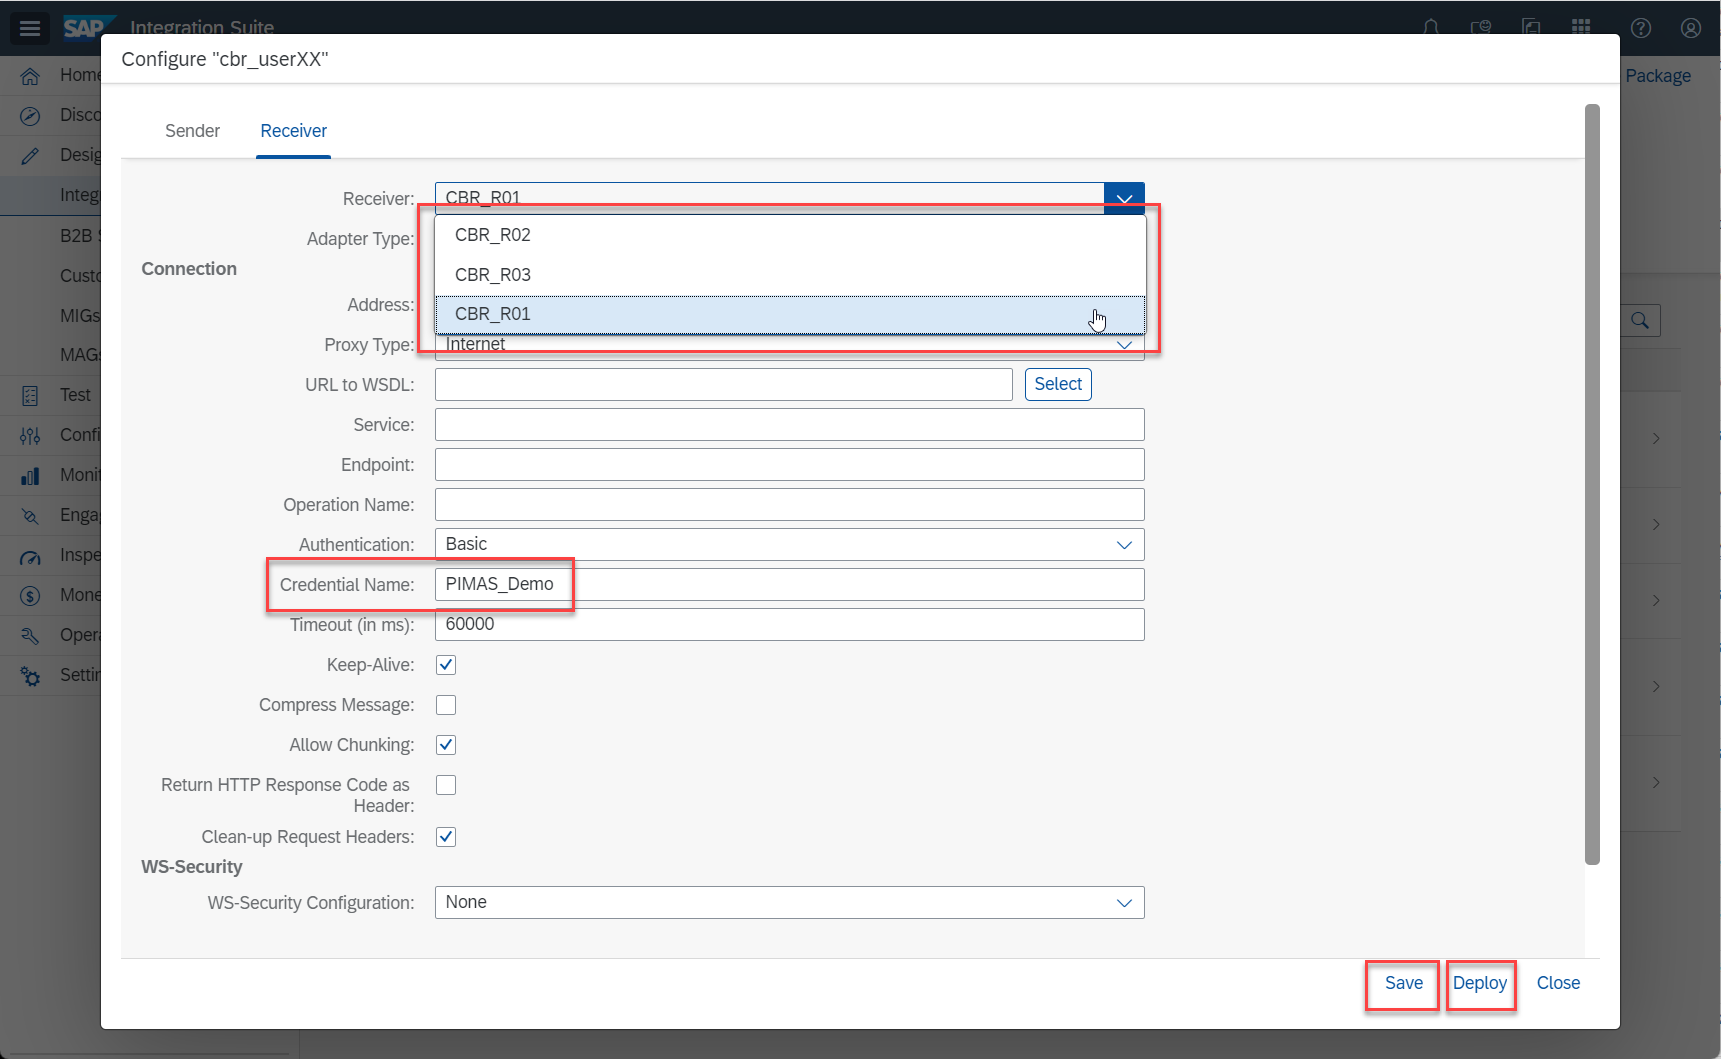 SAP Integration Suite
Configure "cbr_userXX"
Home
Package
Sender
Receiver
Receiver: CBR_R01
Adapter Type:
CBR_R02
CBR_R03
CBR_R01
Connection
Address:
Proxy Type: Internet
URL to WSDL:
Select
Service:
Endpoint:
Operation Name:
Authentication: Basic
Credential Name: PIMAS_Demo
Timeout (in ms): 60000
Keep-Alive:
Compress Message:
Allow Chunking:
Return HTTP Response Code as
Header:
Clean-up Request Headers:
WS-Security
WS-Security Configuration: None
Save
Deploy
Close
Disco
Desig
Integ
B2B S
Custo
MIGs
MAGs
Test
Confi
Monit
Engag
Inspe
Mone
Opera
Settin